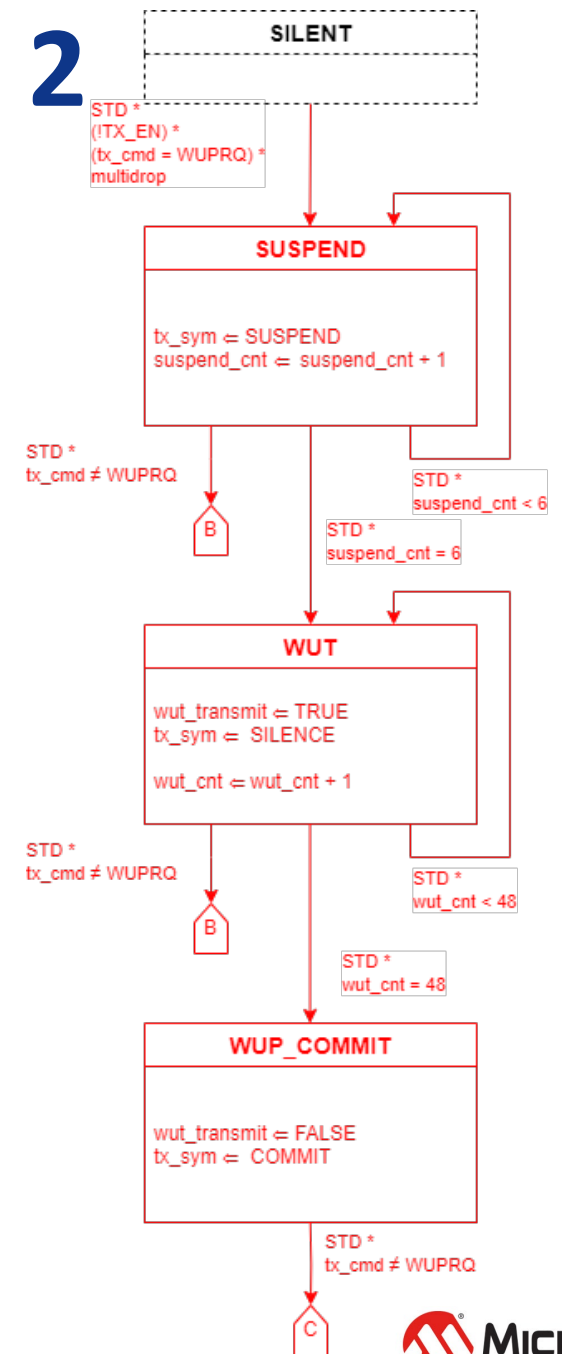 2
SILENT
STD *
(!TX_EN) *
(tx_cmd = WUPRQ) *
multidrop
SUSPEND
tx_sym ⇐ SUSPEND
suspend_cnt ⇐ suspend_cnt + 1
STD *
tx_cmd ≠ WUPRQ
B
STD *
suspend_cnt < 6
STD *
suspend_cnt = 6
WUT
wut_transmit ⇐ TRUE
tx_sym ⇐ SILENCE
wut_cnt ⇐ wut_cnt + 1
STD *
tx_cmd ≠ WUPRQ
B
STD *
wut_cnt < 48
STD *
wut_cnt = 48
WUP_COMMIT
wut_transmit ⇐ FALSE
tx_sym ⇐ COMMIT
STD *
tx_cmd ≠ WUPRQ
C
MICH